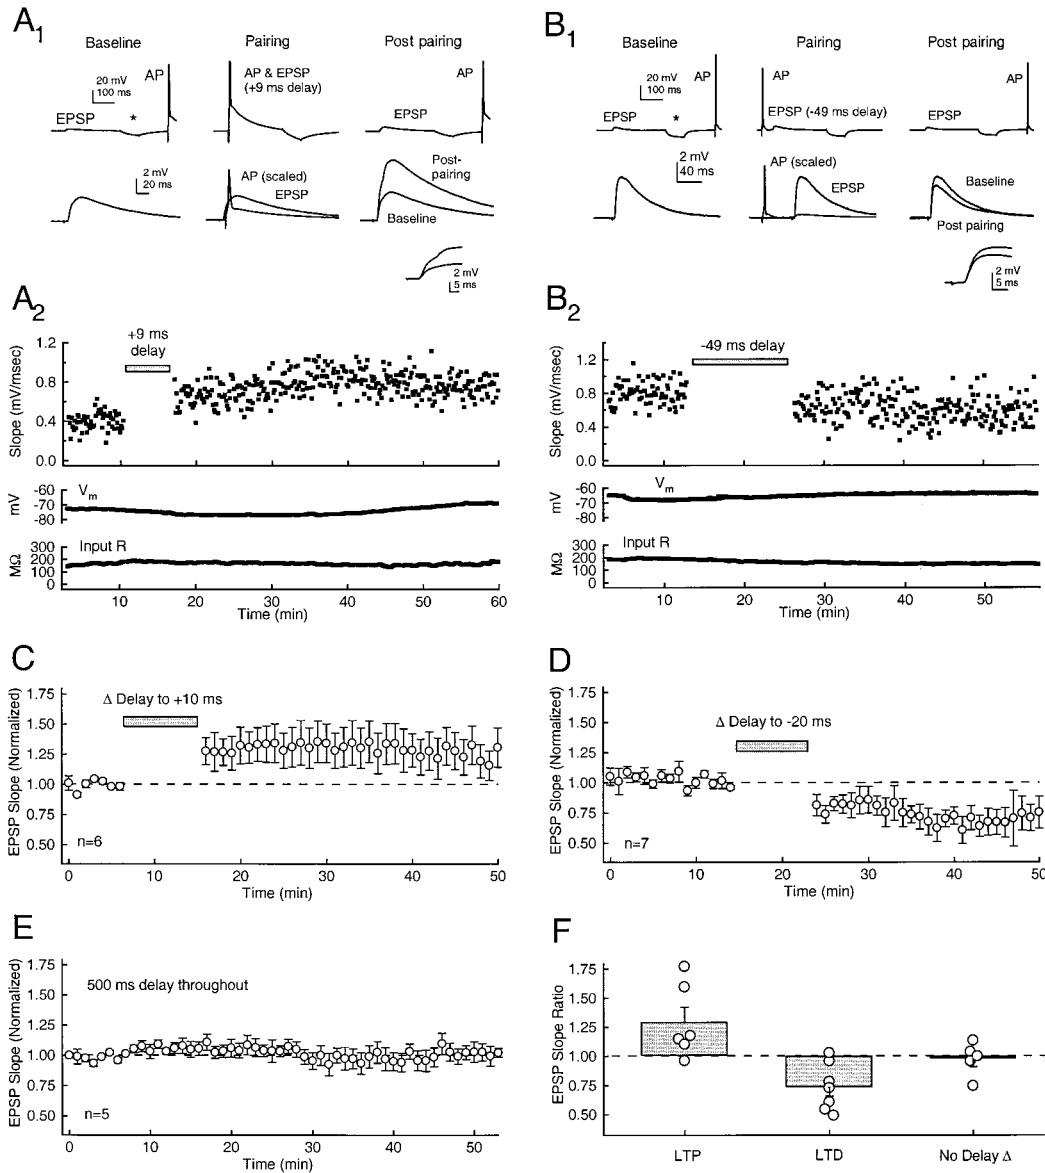 A1
Baseline
Pairing
Post pairing
20 mV
100 ms
AP
EPSP
*
AP & EPSP
(+9 ms delay)
AP
EPSP
2 mV
20 ms
AP (scaled)
EPSP
Post-
pairing
Baseline
2 mV
5 ms
B1
Baseline
Pairing
Post pairing
20 mV
100 ms
AP
EPSP
*
AP
EPSP (-49 ms delay)
AP
EPSP
2 mV
40 ms
AP (scaled)
EPSP
Baseline
Post pairing
2 mV
5 ms
A2
+9 ms
delay
Slope (mV/msec)
1.2
0.8
0.4
0.0
Vm
mV
-60
-70
-80
Input R
MΩ
300
200
100
0
10 20 30 40 50 60
Time (min)
B2
-49 ms delay
Slope (mV/msec)
1.2
0.8
0.4
0.0
Vm
mV
-60
-70
-80
Input R
MΩ
300
200
100
0
10 20 30 40 50
Time (min)
C
Δ Delay to +10 ms
EPSP Slope (Normalized)
1.75
1.50
1.25
1.00
0.75
0.50
n=6
0 10 20 30 40 50
Time (min)
D
Δ Delay to -20 ms
EPSP Slope (Normalized)
1.75
1.50
1.25
1.00
0.75
0.50
n=7
0 10 20 30 40 50
Time (min)
E
500 ms delay throughout
EPSP Slope (Normalized)
1.75
1.50
1.25
1.00
0.75
0.50
n=5
0 10 20 30 40 50
Time (min)
F
EPSP Slope Ratio
1.75
1.50
1.25
1.00
0.75
0.50
LTP LTD No Delay Δ